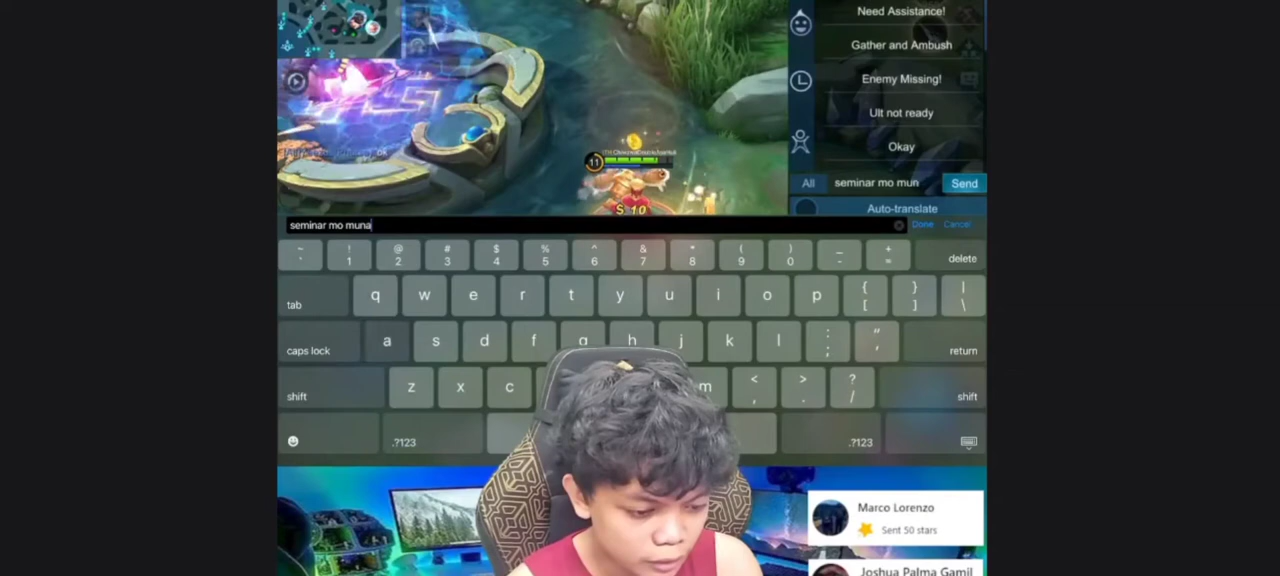 Need Assistance!
Gather and Ambush
Enemy Missing!
Ult not ready
Okay
All seminar mo mun Send
Auto-translate
11
S 10
seminar mo muna Done Cancel
~ ! @ # $ % ^ & * ( ) _ +
` 1 2 3 4 5 6 7 8 9 0 - = delete
tab q w e r t y u i o p { [ } ] | \
caps lock a s d f g h j k l : ; " ' return
shift z x c m < , > . ? / shift
.?123 .?123
Marco Lorenzo
Sent 50 stars
Joshua Palma Gamil